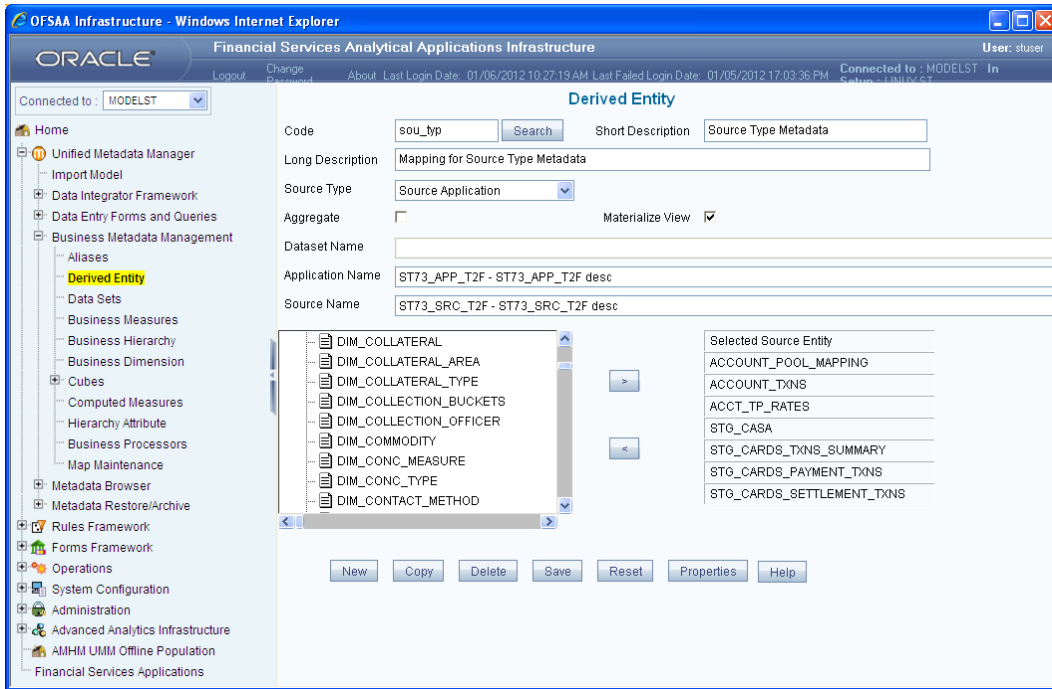 OFSAA Infrastructure - Windows Internet Explorer
ORACLE
Financial Services Analytical Applications Infrastructure
User: stuser
Logout
Change Password
About Last Login Date: 01/06/2012 10:27:19 AM Last Failed Login Date: 01/05/2012 17:03:36 PM
Connected to : MODELST In
Connected to : MODELST
Home
Unified Metadata Manager
Import Model
Data Integrator Framework
Data Entry Forms and Queries
Business Metadata Management
Aliases
Derived Entity
Data Sets
Business Measures
Business Hierarchy
Business Dimension
Cubes
Computed Measures
Hierarchy Attribute
Business Processors
Map Maintenance
Metadata Browser
Metadata Restore/Archive
Rules Framework
Forms Framework
Operations
System Configuration
Administration
Advanced Analytics Infrastructure
AMHM UMM Offline Population
Financial Services Applications
Derived Entity
Code sou_typ Search Short Description Source Type Metadata
Long Description Mapping for Source Type Metadata
Source Type Source Application
Aggregate Materialize View
Dataset Name
Application Name ST73_APP_T2F - ST73_APP_T2F desc
Source Name ST73_SRC_T2F - ST73_SRC_T2F desc
DIM_COLLATERAL
DIM_COLLATERAL_AREA
DIM_COLLATERAL_TYPE
DIM_COLLECTION_BUCKETS
DIM_COLLECTION_OFFICER
DIM_COMMODITY
DIM_CONC_MEASURE
DIM_CONC_TYPE
DIM_CONTACT_METHOD
>
<
Selected Source Entity
ACCOUNT_POOL_MAPPING
ACCOUNT_TXNS
ACCT_TP_RATES
STG_CASA
STG_CARDS_TXNS_SUMMARY
STG_CARDS_PAYMENT_TXNS
STG_CARDS_SETTLEMENT_TXNS
New Copy Delete Save Reset Properties Help